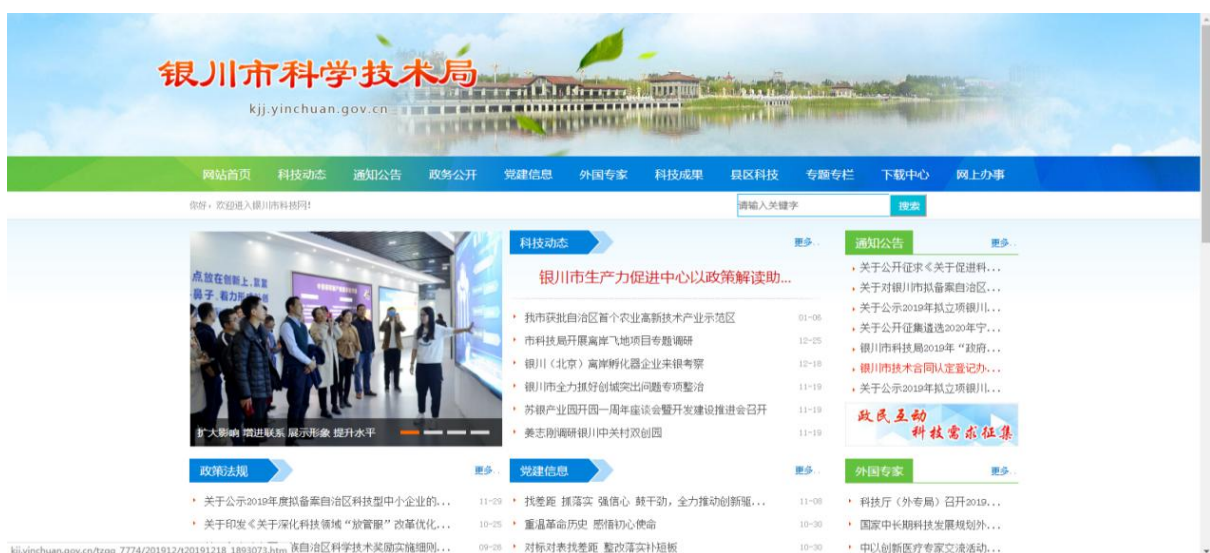 银川市科学技术局
kjj.yinchuan.gov.cn
网站首页 科技动态 通知公告 政务公开 党建信息 外国专家 科技成果 县区科技 专题专栏 下载中心 网上办事
你好，欢迎进入银川市科技网！
请输入关键字 搜索
点放在创新上，紧紧
扩大影响 增进联系 展示形象 提升水平
科技动态 更多..
银川市生产力促进中心以政策解读助...
我市获批自治区首个农业高新技术产业示范区 01-06
市科技局开展离岸飞地项目专题调研 12-25
银川（北京）离岸孵化器企业来银考察 12-16
银川市全力抓好创城突出问题专项整治 11-19
苏银产业园开园一周年座谈会暨开发建设推进会召开 11-19
姜志刚调研银川中关村双创园 11-19
通知公告 更多..
关于公开征求《关于促进科...
关于对银川市拟备案自治区...
关于公示2019年拟立项银川...
关于公开征集遴选2020年宁...
银川市科技局2019年“政府...
银川市技术合同认定登记办...
关于公示2019年拟立项银川...
政民互动
科技需求征集
政策法规 更多..
关于公示2019年度拟备案自治区科技型中小企业的... 11-29
关于印发《关于深化科技领域“放管服”改革优化... 10-25
族自治区科学技术奖励实施细则... 09-26
党建信息 更多..
找差距 抓落实 强信心 鼓干劲，全力推动创新驱... 11-06
重温革命历史 感悟初心使命 10-30
对标对表找差距 整改落实补短板 10-30
外国专家 更多..
科技厅（外专局）召开2019...
国家中长期科技发展规划外...
中以创新医疗专家交流活动...
kjj.yinchuan.gov.cn/tzgg_7774/201912/t20191218_1893073.htm